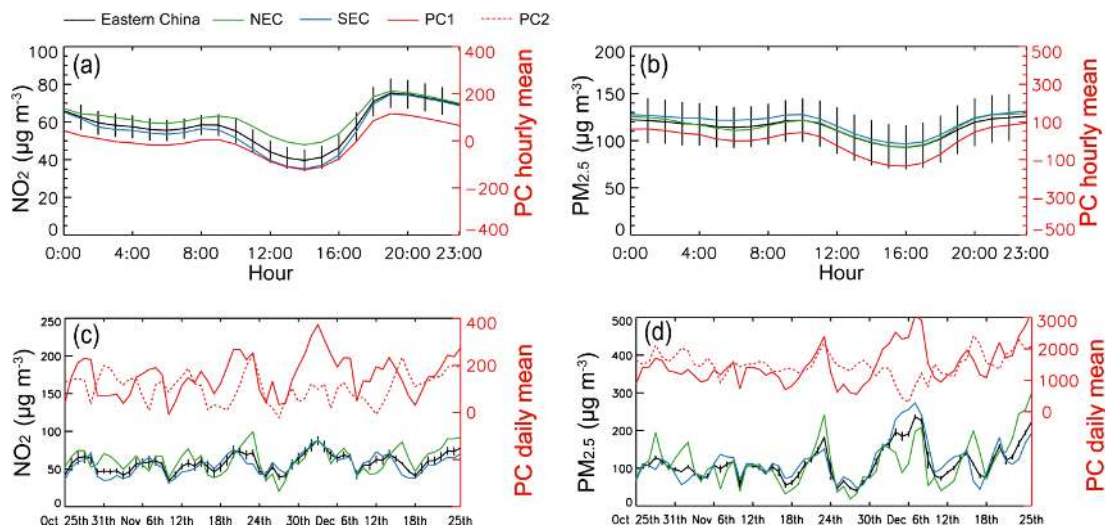 Eastern China NEC SEC PC1 PC2
(a)
NO2 (μg m-3)
100
80
60
40
20
0
400
200
0
−200
−400
PC hourly mean
0:00 4:00 8:00 12:00 16:00 20:00 23:00
Hour
(b)
PM2.5 (μg m-3)
200
150
100
50
0
500
300
100
−100
−300
−500
PC hourly mean
0:00 4:00 8:00 12:00 16:00 20:00 23:00
Hour
(c)
NO2 (μg m-3)
250
200
150
100
50
0
400
200
0
PC daily mean
Oct 25th 31th Nov 6th 12th 18th 24th 30th Dec 6th 12th 18th 25th
(d)
PM2.5 (μg m-3)
500
400
300
200
100
0
3000
2000
1000
0
PC daily mean
Oct 25th 31th Nov 6th 12th 18th 24th 30th Dec 6th 12th 18th 25th